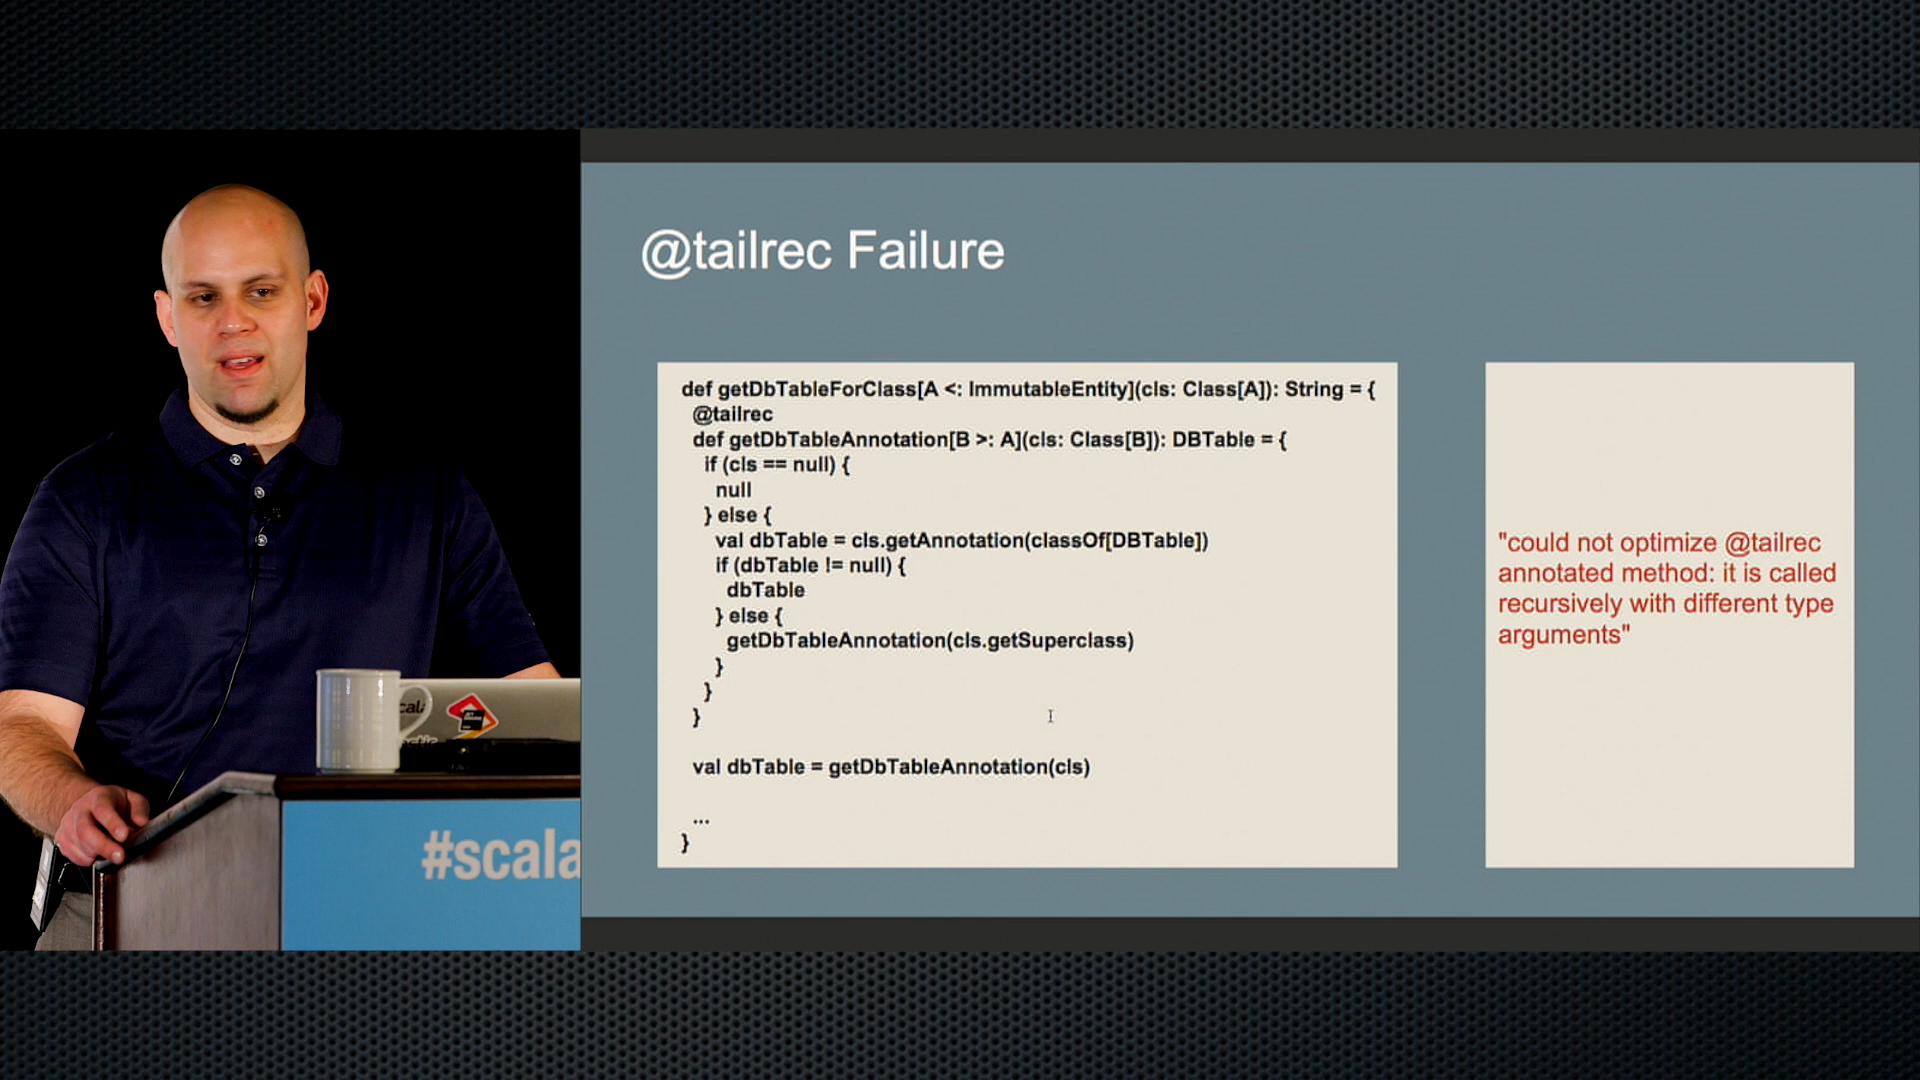 @tailrec Failure
def getDbTableForClass[A <: ImmutableEntity](cls: Class[A]): String = {
@tailrec
def getDbTableAnnotation[B >: A](cls: Class[B]): DBTable = {
if (cls == null) {
null
} else {
val dbTable = cls.getAnnotation(classOf[DBTable])
if (dbTable != null) {
dbTable
} else {
getDbTableAnnotation(cls.getSuperclass)
}
}
}
val dbTable = getDbTableAnnotation(cls)
...
}
"could not optimize @tailrec
annotated method: it is called
recursively with different type
arguments"
#scala